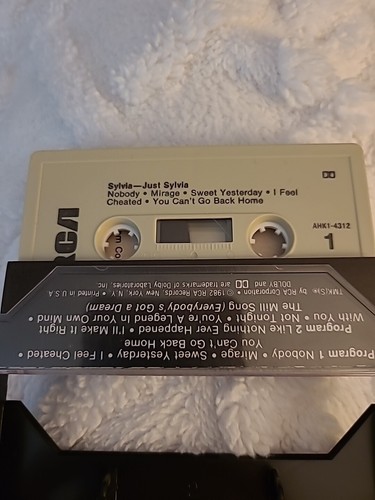 Sylvia—Just Sylvia
Nobody • Mirage • Sweet Yesterday • I Feel
Cheated • You Can't Go Back Home
RCA
AHK1-4312
1
Program 1 Nobody • Mirage • Sweet Yesterday • I Feel Cheated •
You Can't Go Back Home
Program 2 Like Nothing Ever Happened • I'll Make It Right
With You • Not Tonight • You're A Legend In Your Own Mind •
The Mill Song (Everybody's Got a Dream)
TMK(S)® by RCA Corporation • © 1982 RCA Records, New York, N.Y. • Printed in U.S.A.
DOLBY and are trademarks of Dolby Laboratories, Inc.